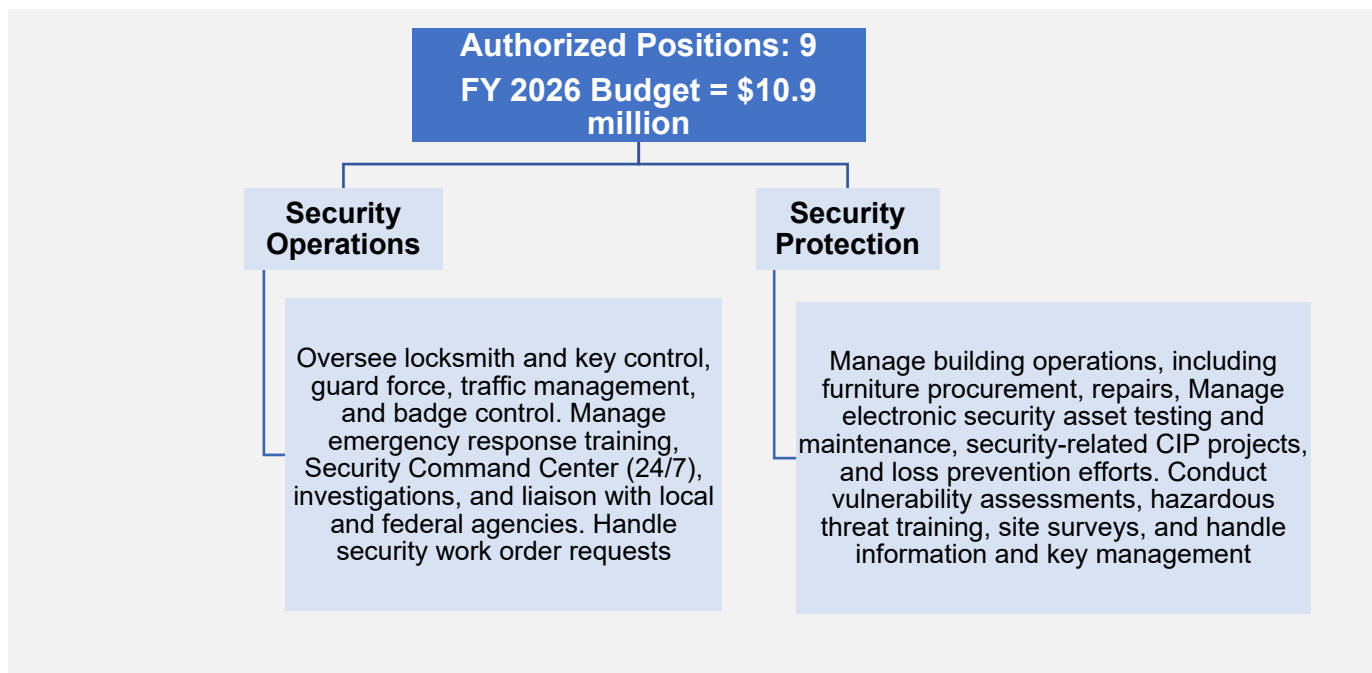 Authorized Positions: 9
FY 2026 Budget = $10.9
million
Security
Operations
Security
Protection
Oversee locksmith and key control,
guard force, traffic management,
and badge control. Manage
emergency response training,
Security Command Center (24/7),
investigations, and liaison with local
and federal agencies. Handle
security work order requests
Manage building operations, including
furniture procurement, repairs, Manage
electronic security asset testing and
maintenance, security-related CIP projects,
and loss prevention efforts. Conduct
vulnerability assessments, hazardous
threat training, site surveys, and handle
information and key management